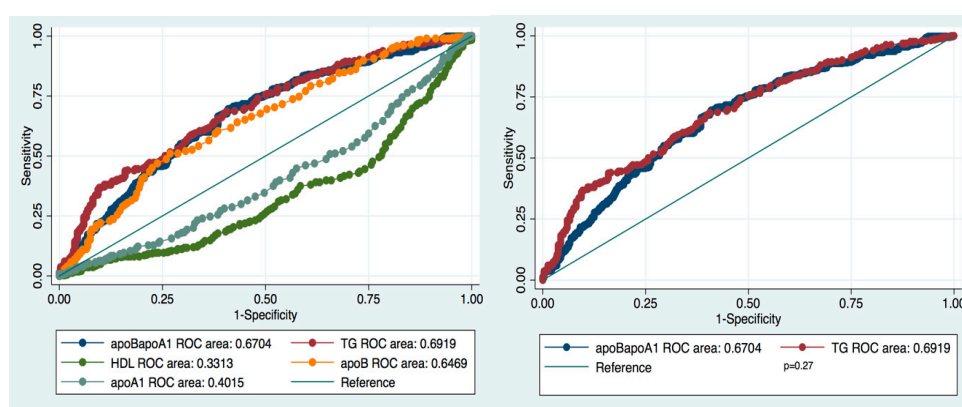 1.00
0.75
0.50
0.25
0.00
Sensitivity
0.00 0.25 0.50 0.75 1.00
1-Specificity
apoBapoA1 ROC area: 0.6704 TG ROC area: 0.6919
HDL ROC area: 0.3313 apoB ROC area: 0.6469
apoA1 ROC area: 0.4015 Reference
1.00
0.75
0.50
0.25
0.00
Sensitivity
0.00 0.25 0.50 0.75 1.00
1-Specificity
apoBapoA1 ROC area: 0.6704 TG ROC area: 0.6919
Reference p=0.27